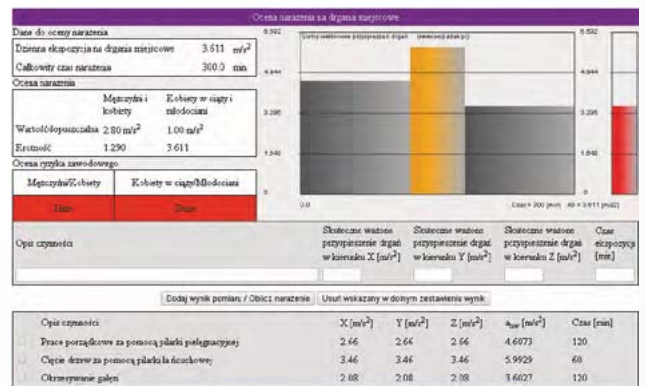 Ocena narażenia na drgania miejscowe
Dane do oceny narażenia
Dzienna ekspozycja na drgania miejscowe 3.611 m/s²
Całkowity czas narażenia 300.0 min
Ocena narażenia
Mężczyźni i kobiety Kobiety w ciąży i młodociani
Wartość dopuszczalna 2.80 m/s² 1.00 m/s²
Krotność 1.290 3.611
Ocena ryzyka zawodowego
Mężczyźni/Kobiety Kobiety w ciąży/Młodociani
Duże Duże
6.592
4.944
3.296
1.648
0
0.0
6.592
4.944
3.296
1.648
0
Opis czynności
Skuteczne ważone przyspieszenie drgań w kierunku X [m/s²]
Skuteczne ważone przyspieszenie drgań w kierunku Y [m/s²]
Skuteczne ważone przyspieszenie drgań w kierunku Z [m/s²]
Czas ekspozycji [min]
Dodaj wynik pomiaru / Oblicz narażenie Usuń wskazany w dolnym zestawieniu wynik
Opis czynności X [m/s²] Y [m/s²] Z [m/s²] Czas [min]
Prace porządkowe za pomocą pilarki pielęgnacyjnej 2.66 2.66 2.66 4.6073 120
Cięcie drzew za pomocą pilarki łańcuchowej 3.46 3.46 3.46 5.9929 60
Okrzesywanie gałęzi 2.08 2.08 2.08 3.6027 120